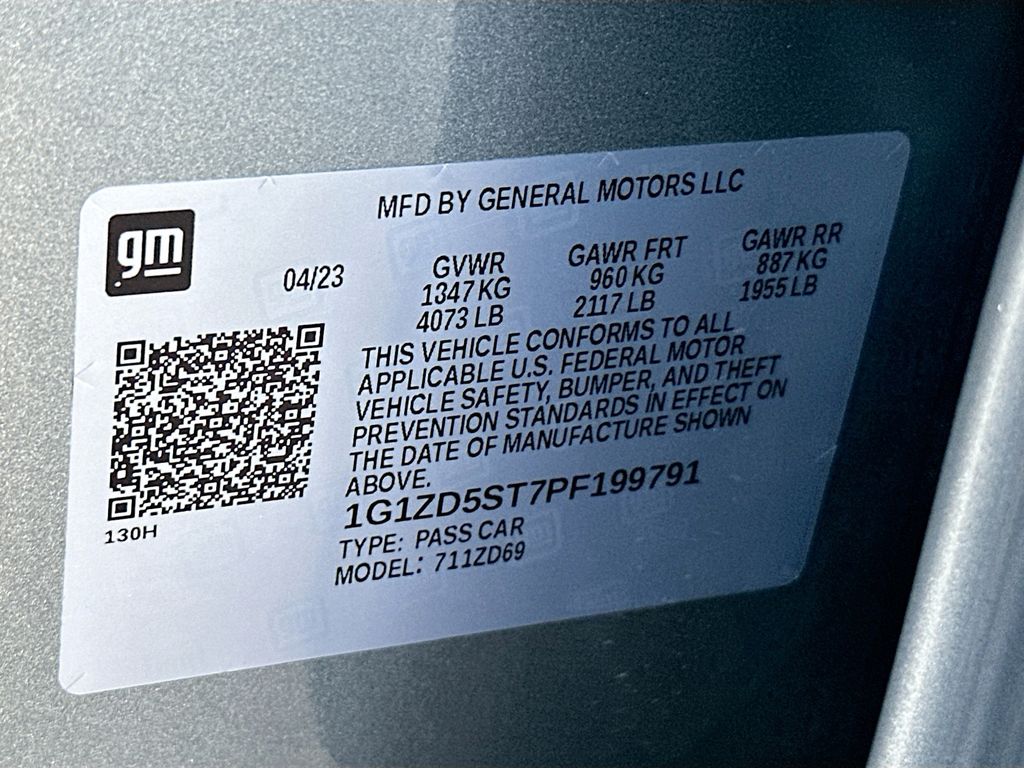 MFD BY GENERAL MOTORS LLC
gm
04/23
GVWR
1347 KG
4073 LB
GAWR FRT
960 KG
2117 LB
GAWR RR
887 KG
1955 LB
THIS VEHICLE CONFORMS TO ALL
APPLICABLE U.S. FEDERAL MOTOR
VEHICLE SAFETY, BUMPER, AND THEFT
PREVENTION STANDARDS IN EFFECT ON
THE DATE OF MANUFACTURE SHOWN
ABOVE.
1G1ZD5ST7PF199791
TYPE: PASS CAR
MODEL: 711ZD69
130H